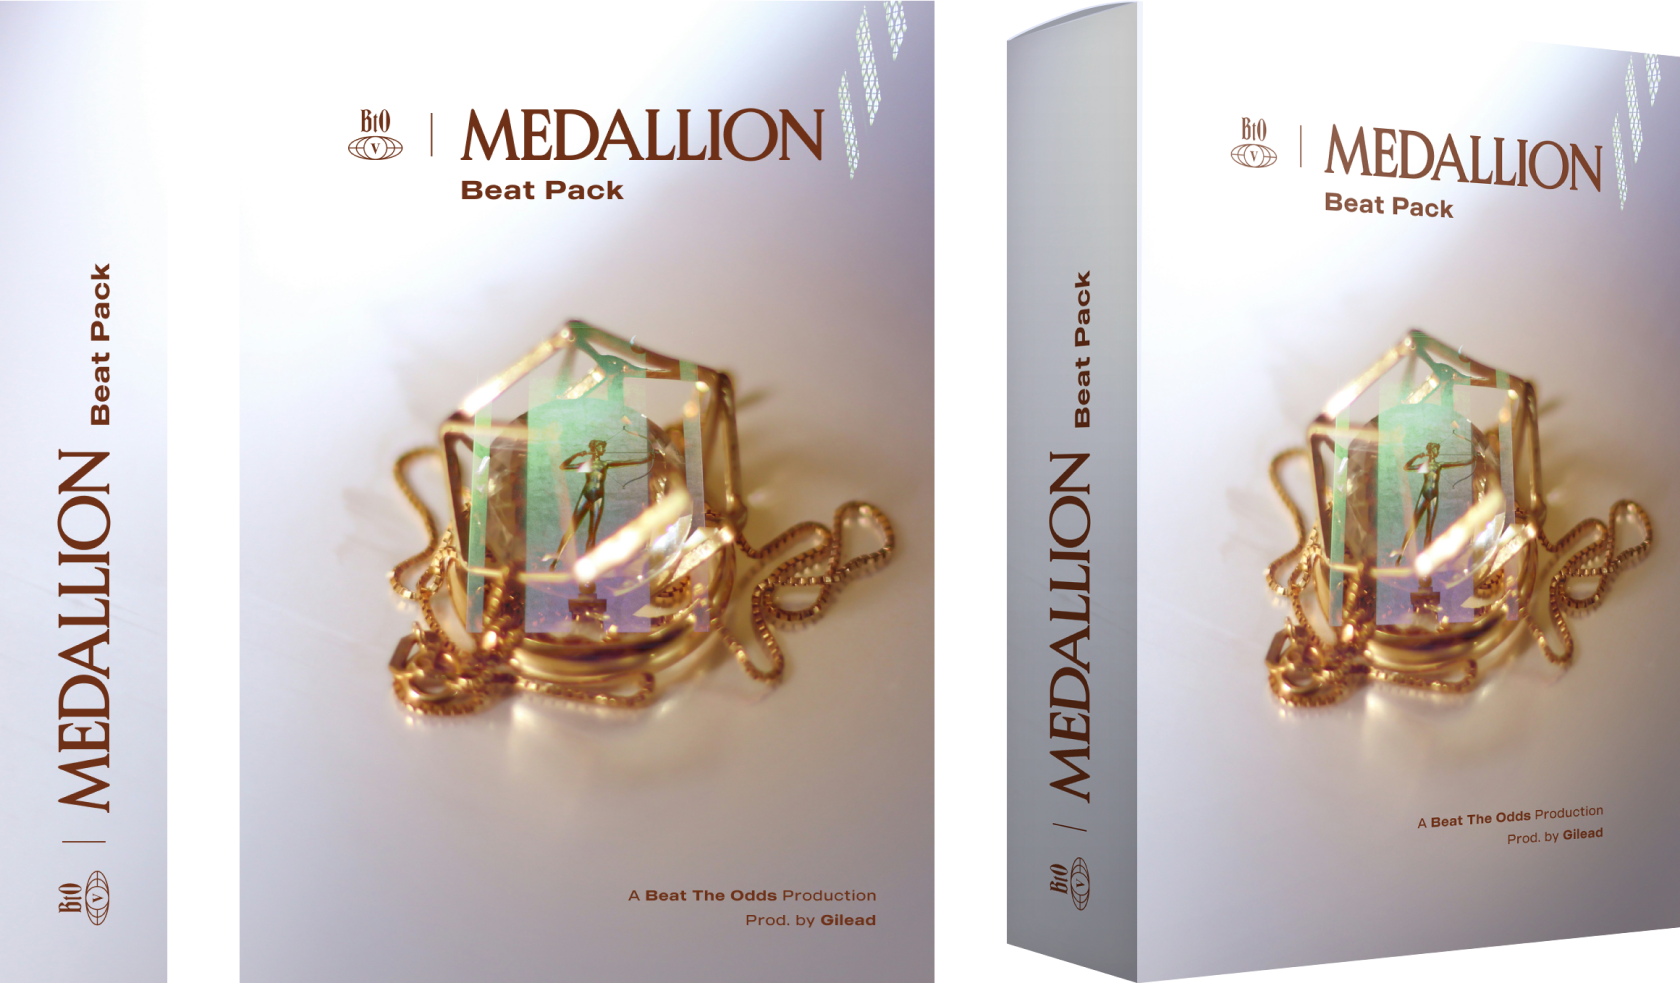 MEDALLION Beat Pack
BtO
V
BtO
V
MEDALLION
Beat Pack
A Beat The Odds Production
Prod. by Gilead
MEDALLION Beat Pack
BtO
V
BtO
V
MEDALLION
Beat Pack
A Beat The Odds Production
Prod. by Gilead